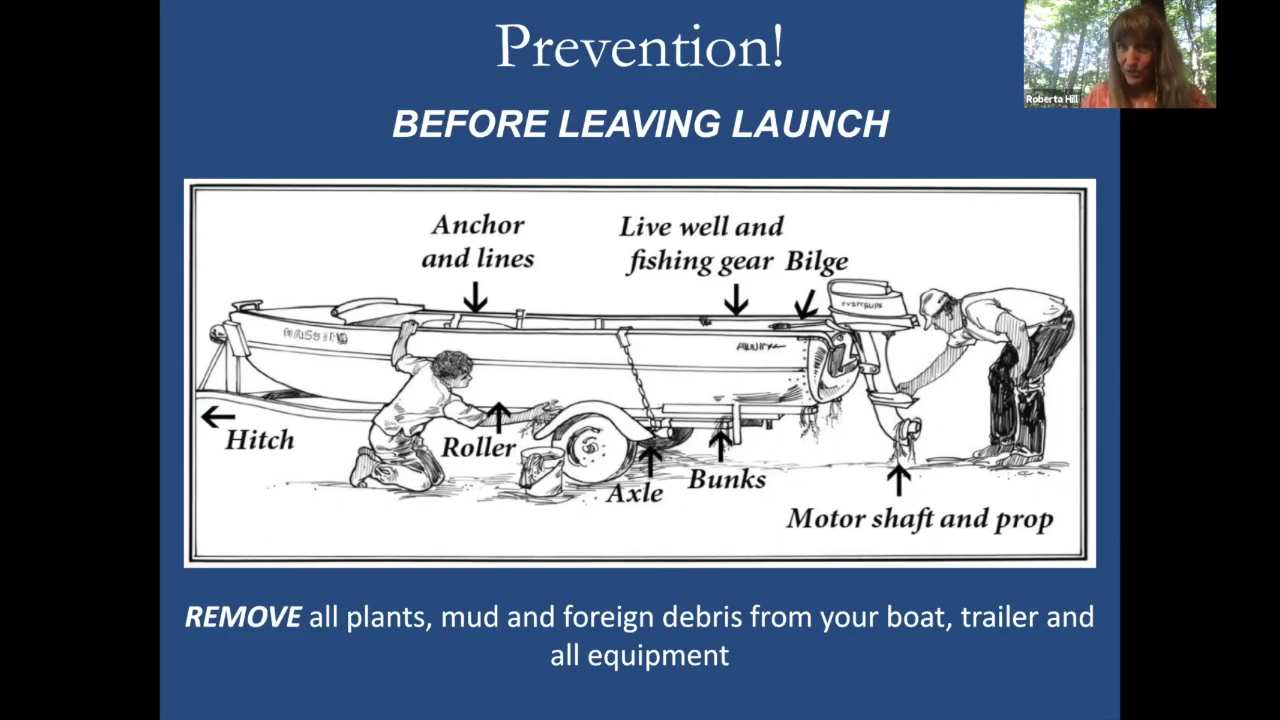 Prevention!
Roberta Hill
BEFORE LEAVING LAUNCH
Anchor
and lines
Live well and
fishing gear
Bilge
Hitch
Roller
Axle
Bunks
Motor shaft and prop
REMOVE all plants, mud and foreign debris from your boat, trailer and
all equipment